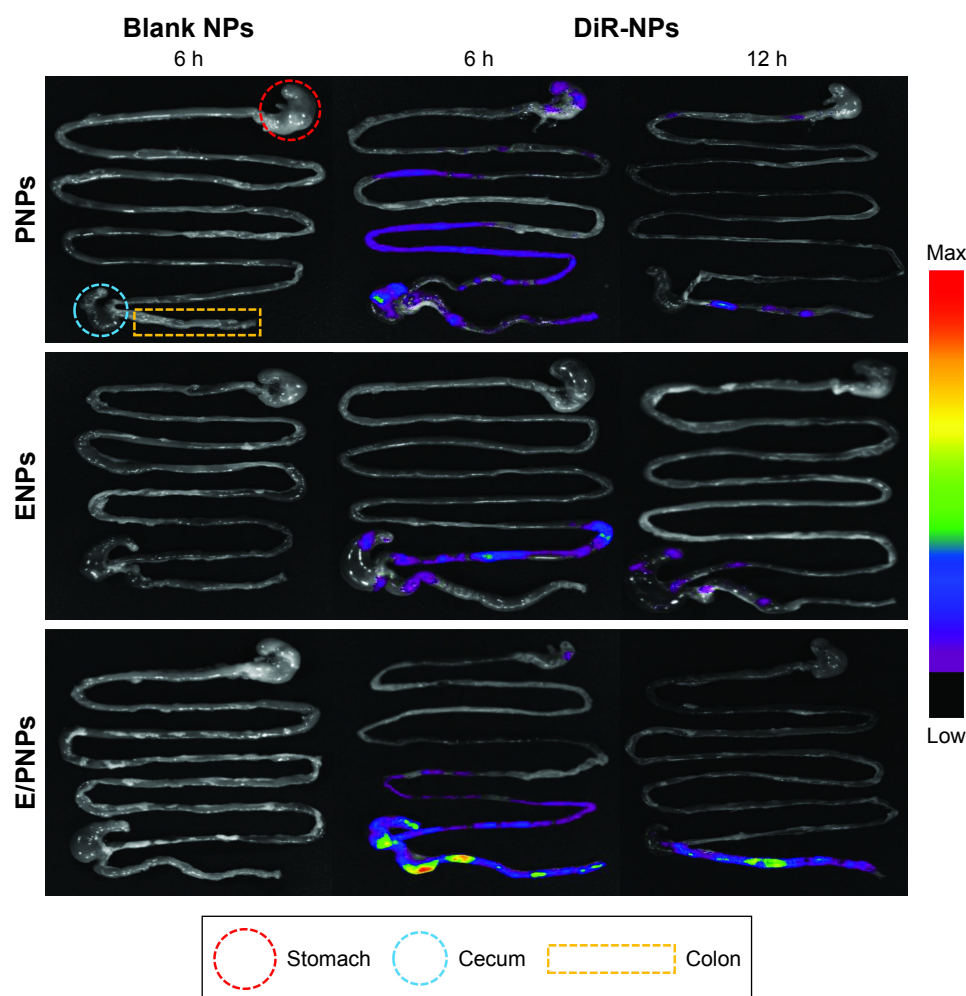 Blank NPs
DiR-NPs
6 h
6 h
12 h
PNPs
ENPs
E/PNPs
Max
Low
Stomach
Cecum
Colon